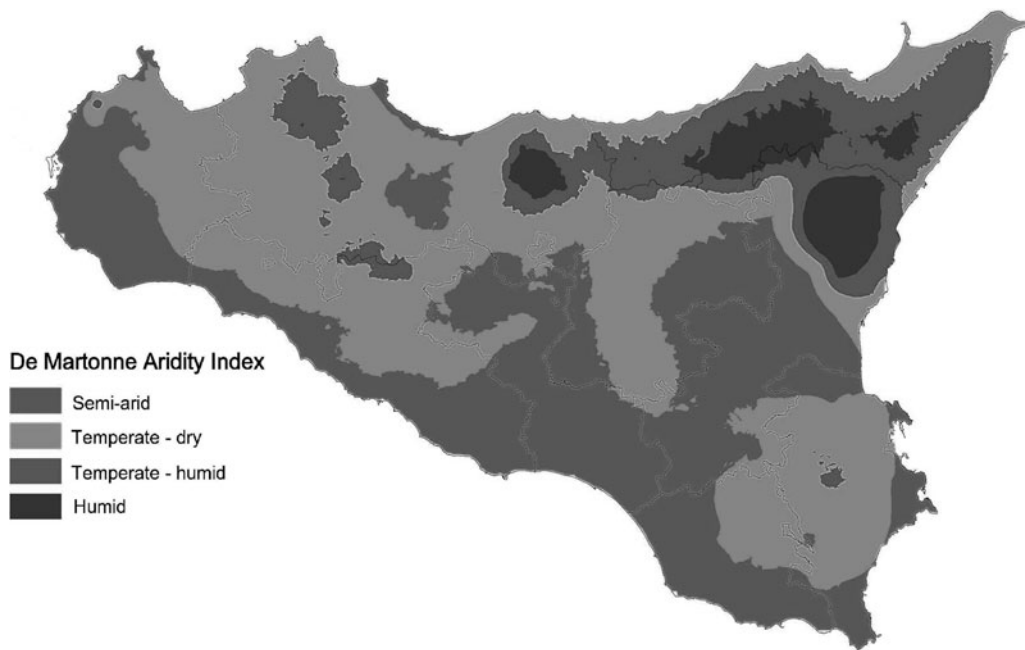 De Martonne Aridity Index
Semi-arid
Temperate - dry
Temperate - humid
Humid